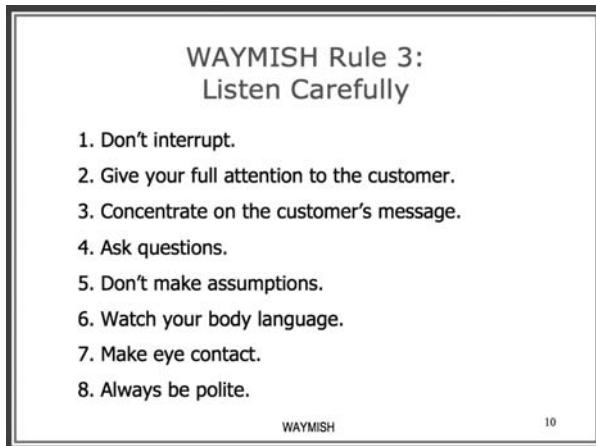 WAYMISH Rule 3:
Listen Carefully
1. Don't interrupt.
2. Give your full attention to the customer.
3. Concentrate on the customer's message.
4. Ask questions.
5. Don't make assumptions.
6. Watch your body language.
7. Make eye contact.
8. Always be polite.
WAYMISH
10